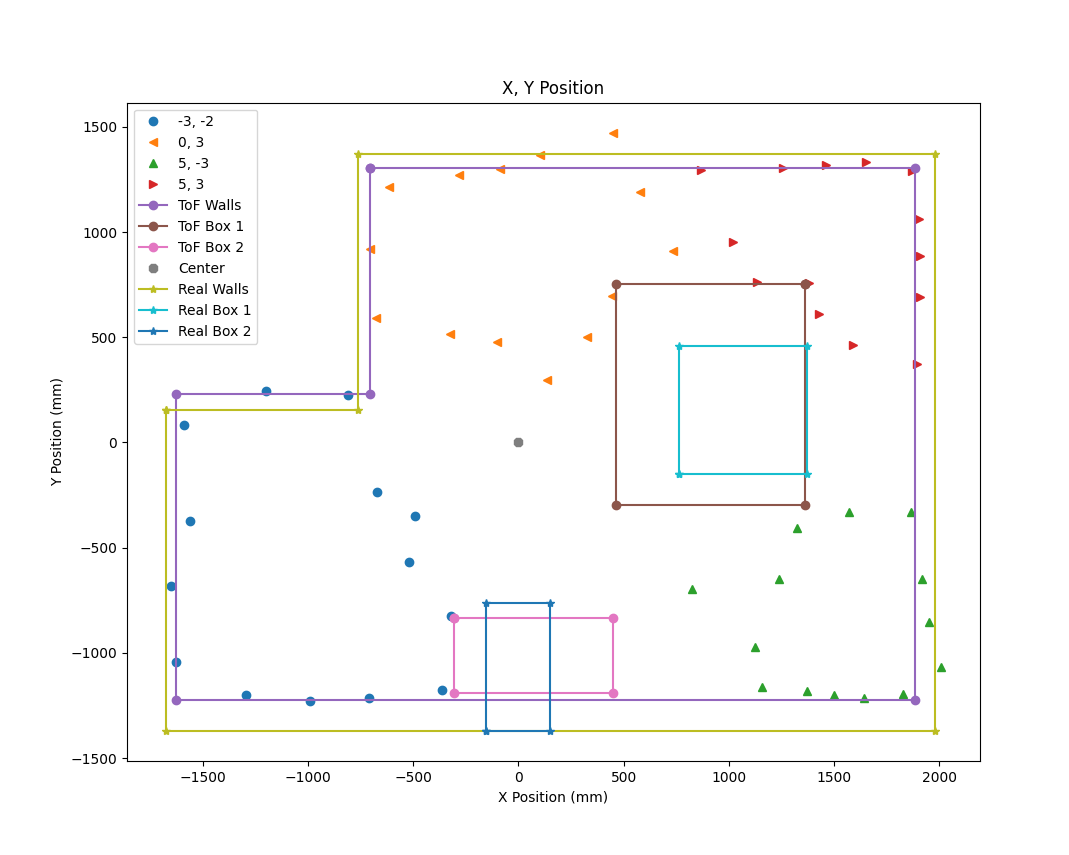 X, Y Position
-3, -2
0, 3
5, -3
5, 3
ToF Walls
ToF Box 1
ToF Box 2
Center
Real Walls
Real Box 1
Real Box 2
1500
1000
500
0
−500
−1000
−1500
Y Position (mm)
−1500 −1000 −500 0 500 1000 1500 2000
X Position (mm)